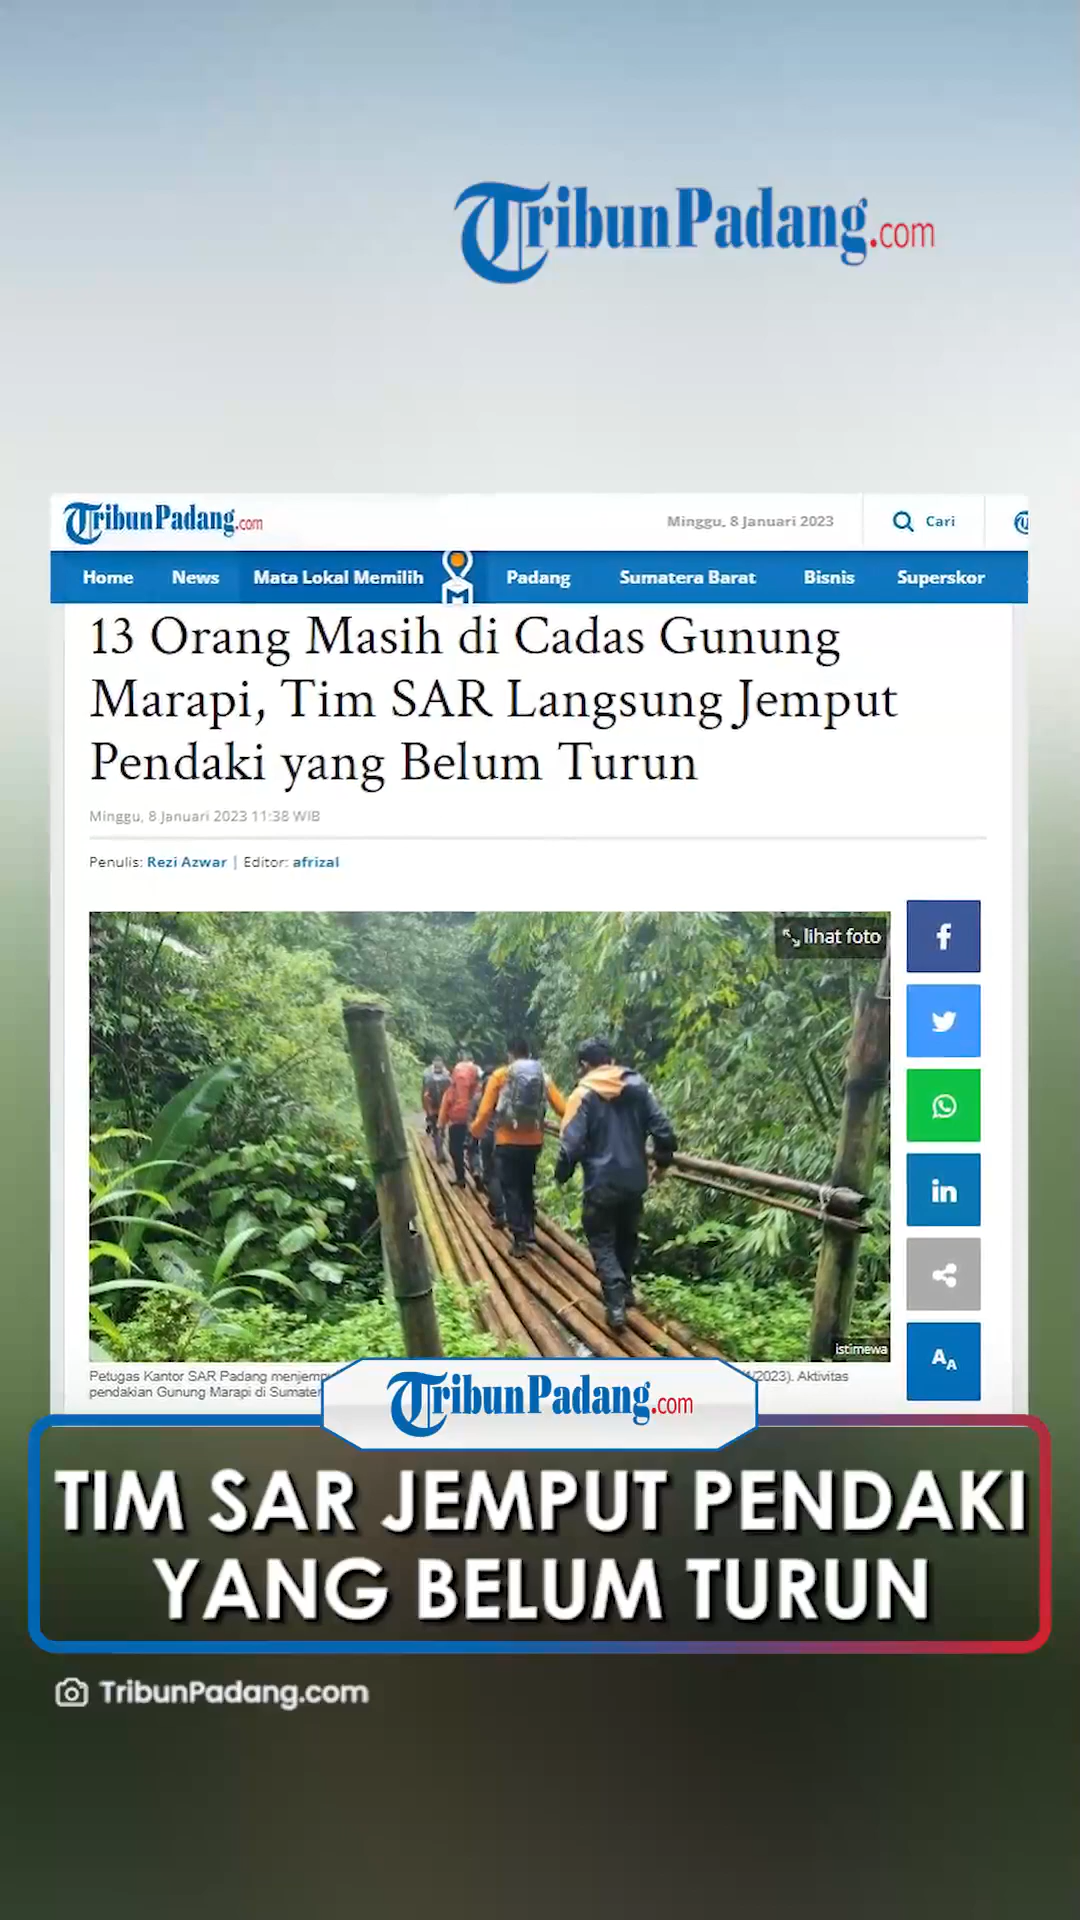 TribunPadang.com
TribunPadang.com
Minggu, 8 Januari 2023
Cari
Home News Mata Lokal Memilih M Padang Sumatera Barat Bisnis Superskor
13 Orang Masih di Cadas Gunung
Marapi, Tim SAR Langsung Jemput
Pendaki yang Belum Turun
Minggu, 8 Januari 2023 11:38 WIB
Penulis: Rezi Azwar | Editor: afrizal
lihat foto
f
in
istimewa
AA
Petugas Kantor SAR Padang /2023). Aktivitas
pendakian Gunung Marapi di
TribunPadang.com
TIM SAR JEMPUT PENDAKI
YANG BELUM TURUN
TribunPadang.com